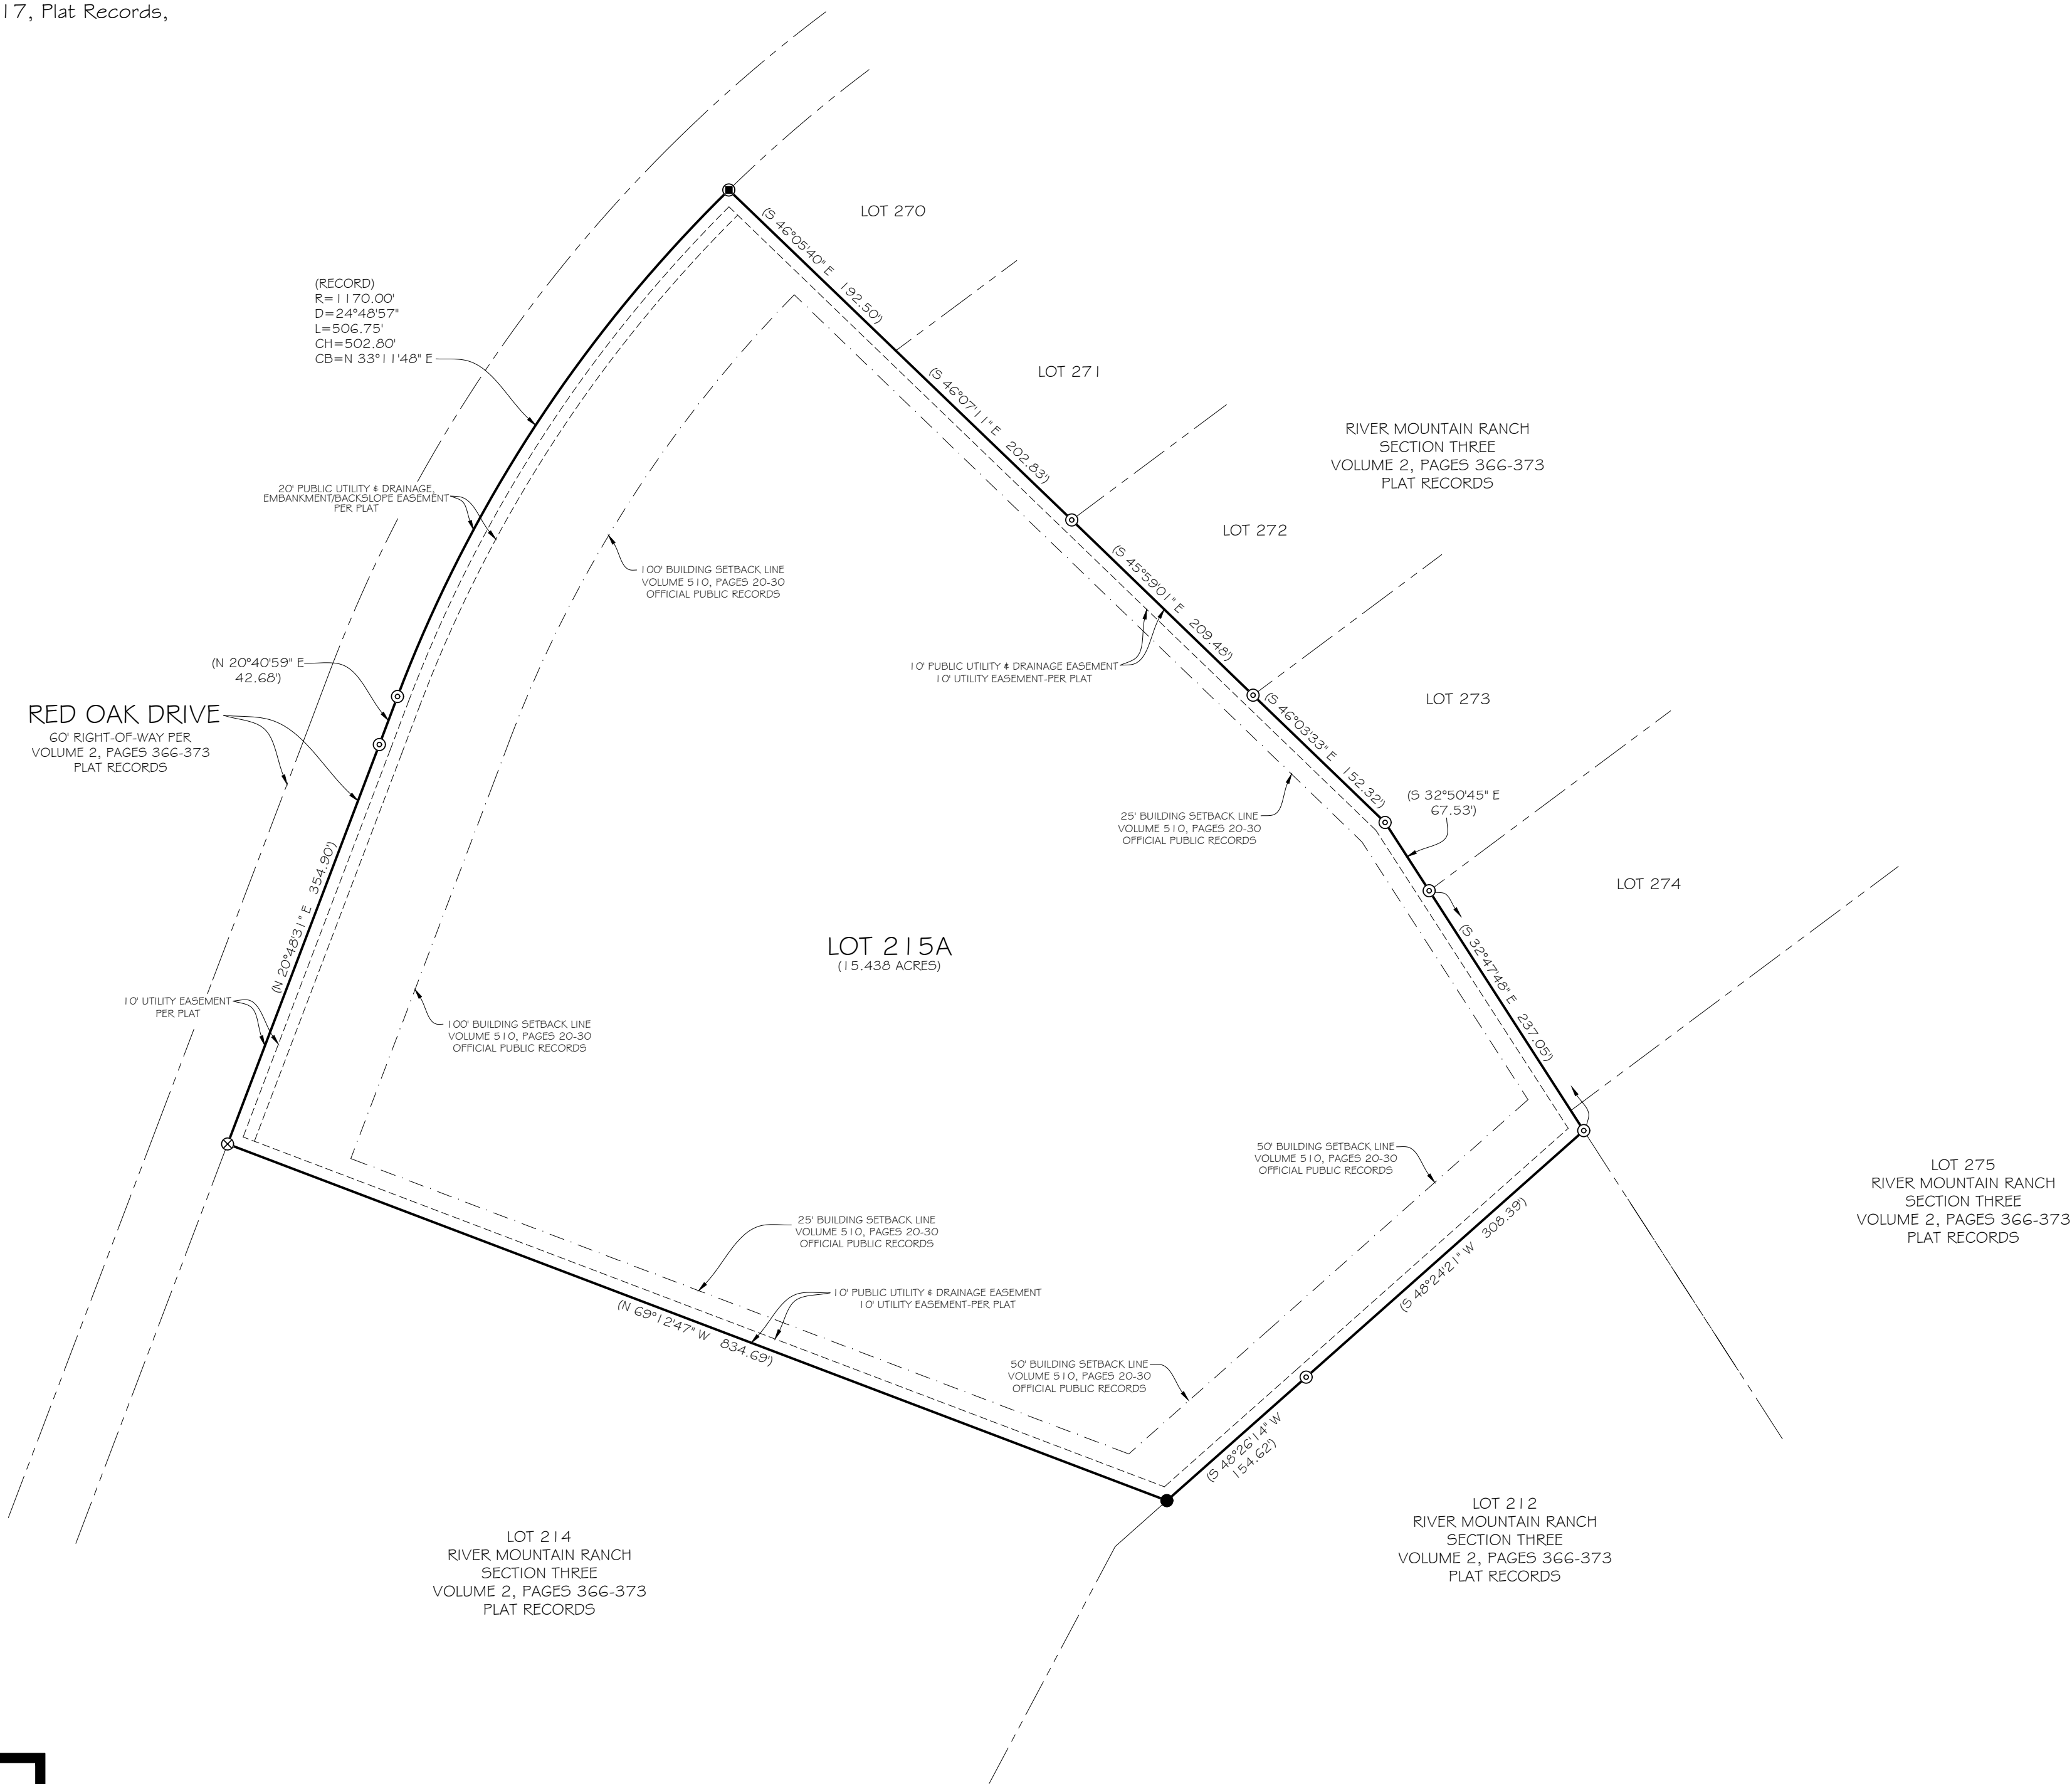 17, Plat Records,
LOT 270
(S 46°05'40" E 192.50')
(RECORD)
R=1170.00'
D=24°48'57"
L=506.75'
CH=502.80'
CB=N 33°11'48" E
LOT 271
(S 46°07'11" E 202.83')
RIVER MOUNTAIN RANCH
SECTION THREE
VOLUME 2, PAGES 366-373
PLAT RECORDS
20' PUBLIC UTILITY & DRAINAGE,
EMBANKMENT/BACKSLOPE EASEMENT
PER PLAT
LOT 272
(S 45°59'01" E 209.48')
100' BUILDING SETBACK LINE
VOLUME 510, PAGES 20-30
OFFICIAL PUBLIC RECORDS
(N 20°40'59" E
42.68')
10' PUBLIC UTILITY & DRAINAGE EASEMENT
10' UTILITY EASEMENT-PER PLAT
LOT 273
(S 46°03'33" E 152.32')
RED OAK DRIVE
60' RIGHT-OF-WAY PER
VOLUME 2, PAGES 366-373
PLAT RECORDS
(S 32°50'45" E
67.53')
25' BUILDING SETBACK LINE
VOLUME 510, PAGES 20-30
OFFICIAL PUBLIC RECORDS
LOT 274
(N 20°48'31" E 354.90')
LOT 215A
(15.438 ACRES)
(S 32°47'48" E 237.05')
10' UTILITY EASEMENT
PER PLAT
100' BUILDING SETBACK LINE
VOLUME 510, PAGES 20-30
OFFICIAL PUBLIC RECORDS
50' BUILDING SETBACK LINE
VOLUME 510, PAGES 20-30
OFFICIAL PUBLIC RECORDS
LOT 275
RIVER MOUNTAIN RANCH
SECTION THREE
VOLUME 2, PAGES 366-373
PLAT RECORDS
25' BUILDING SETBACK LINE
VOLUME 510, PAGES 20-30
OFFICIAL PUBLIC RECORDS
(S 48°24'21" W 308.39')
10' PUBLIC UTILITY & DRAINAGE EASEMENT
10' UTILITY EASEMENT-PER PLAT
(N 69°12'47" W 834.69')
50' BUILDING SETBACK LINE
VOLUME 510, PAGES 20-30
OFFICIAL PUBLIC RECORDS
(S 48°26'14" W
154.62')
LOT 212
RIVER MOUNTAIN RANCH
SECTION THREE
VOLUME 2, PAGES 366-373
PLAT RECORDS
LOT 214
RIVER MOUNTAIN RANCH
SECTION THREE
VOLUME 2, PAGES 366-373
PLAT RECORDS